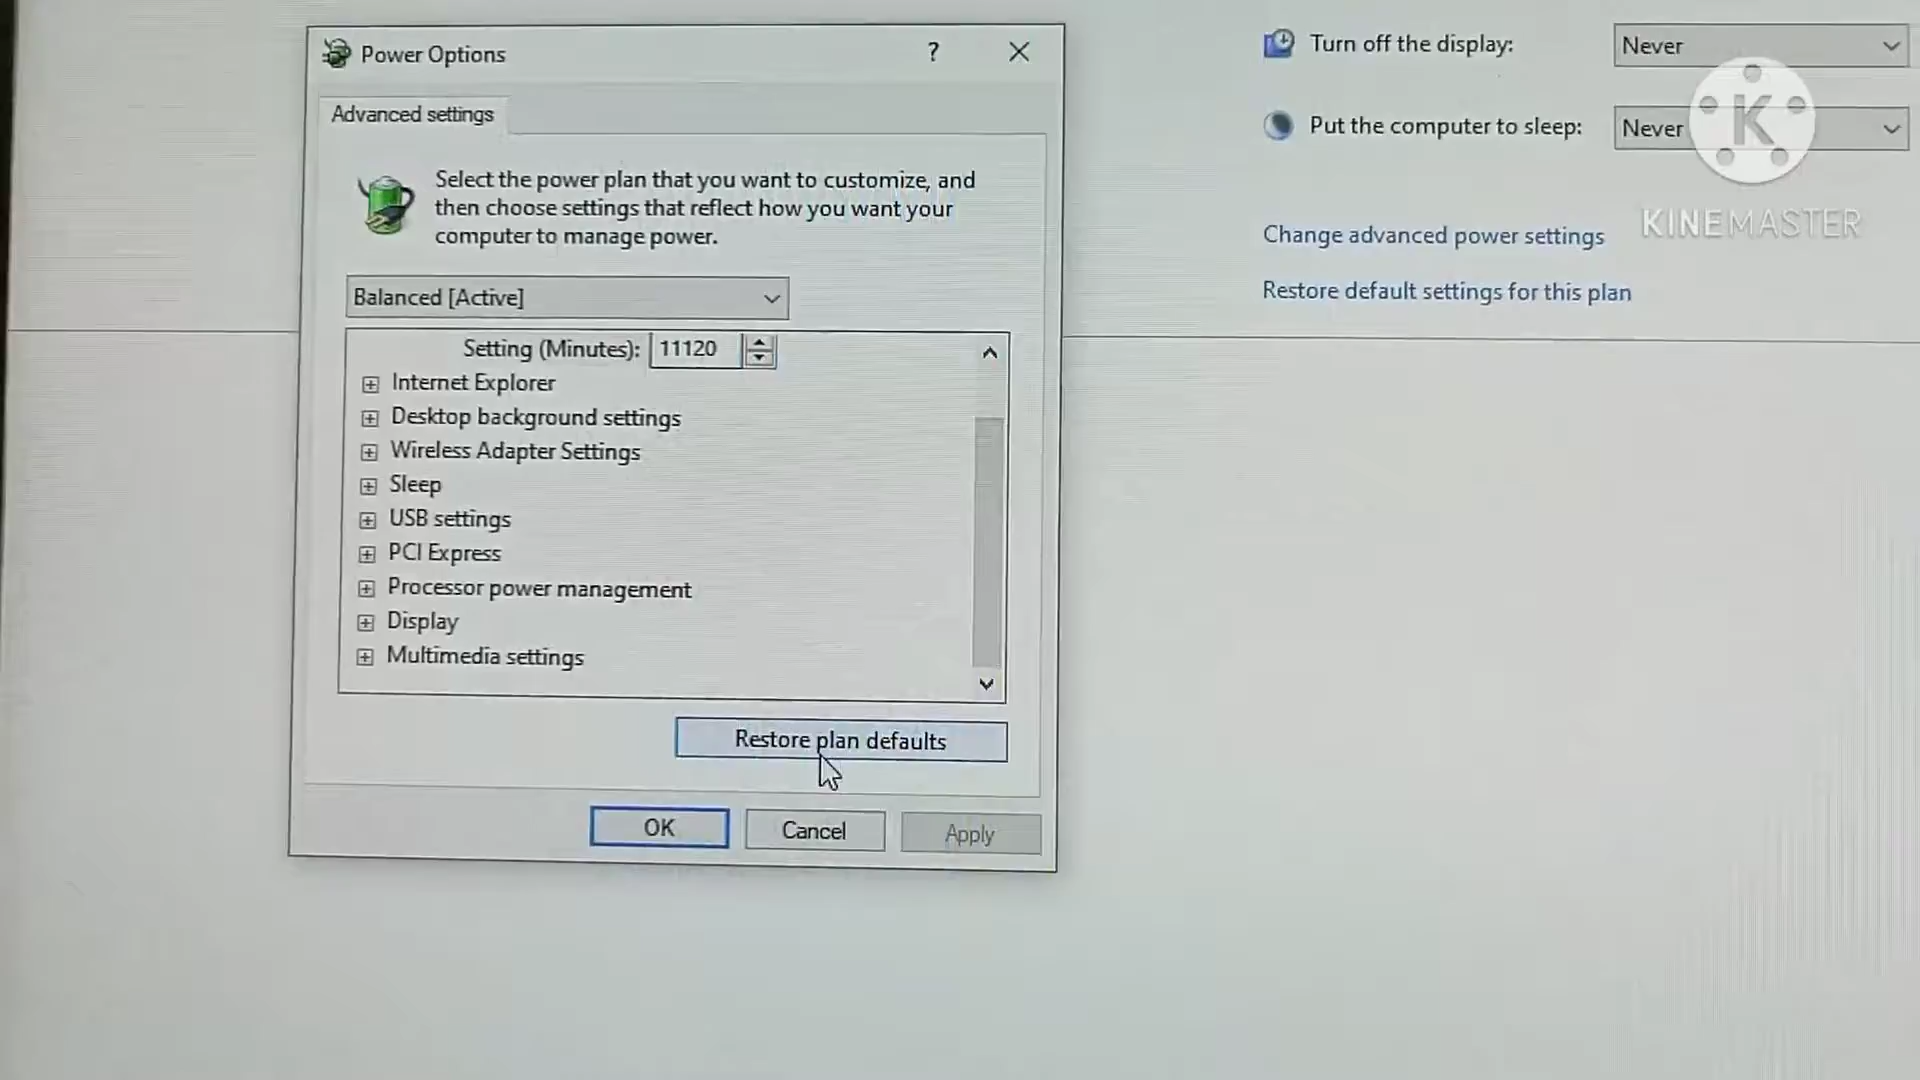 Power Options
?
Advanced settings
Select the power plan that you want to customize, and
then choose settings that reflect how you want your
computer to manage power.
Balanced [Active]
Setting (Minutes): 11120
Internet Explorer
Desktop background settings
Wireless Adapter Settings
Sleep
USB settings
PCI Express
Processor power management
Display
Multimedia settings
Restore plan defaults
OK
Cancel
Apply
Turn off the display: Never
Put the computer to sleep: Never
Change advanced power settings
Restore default settings for this plan
K
KINEMASTER